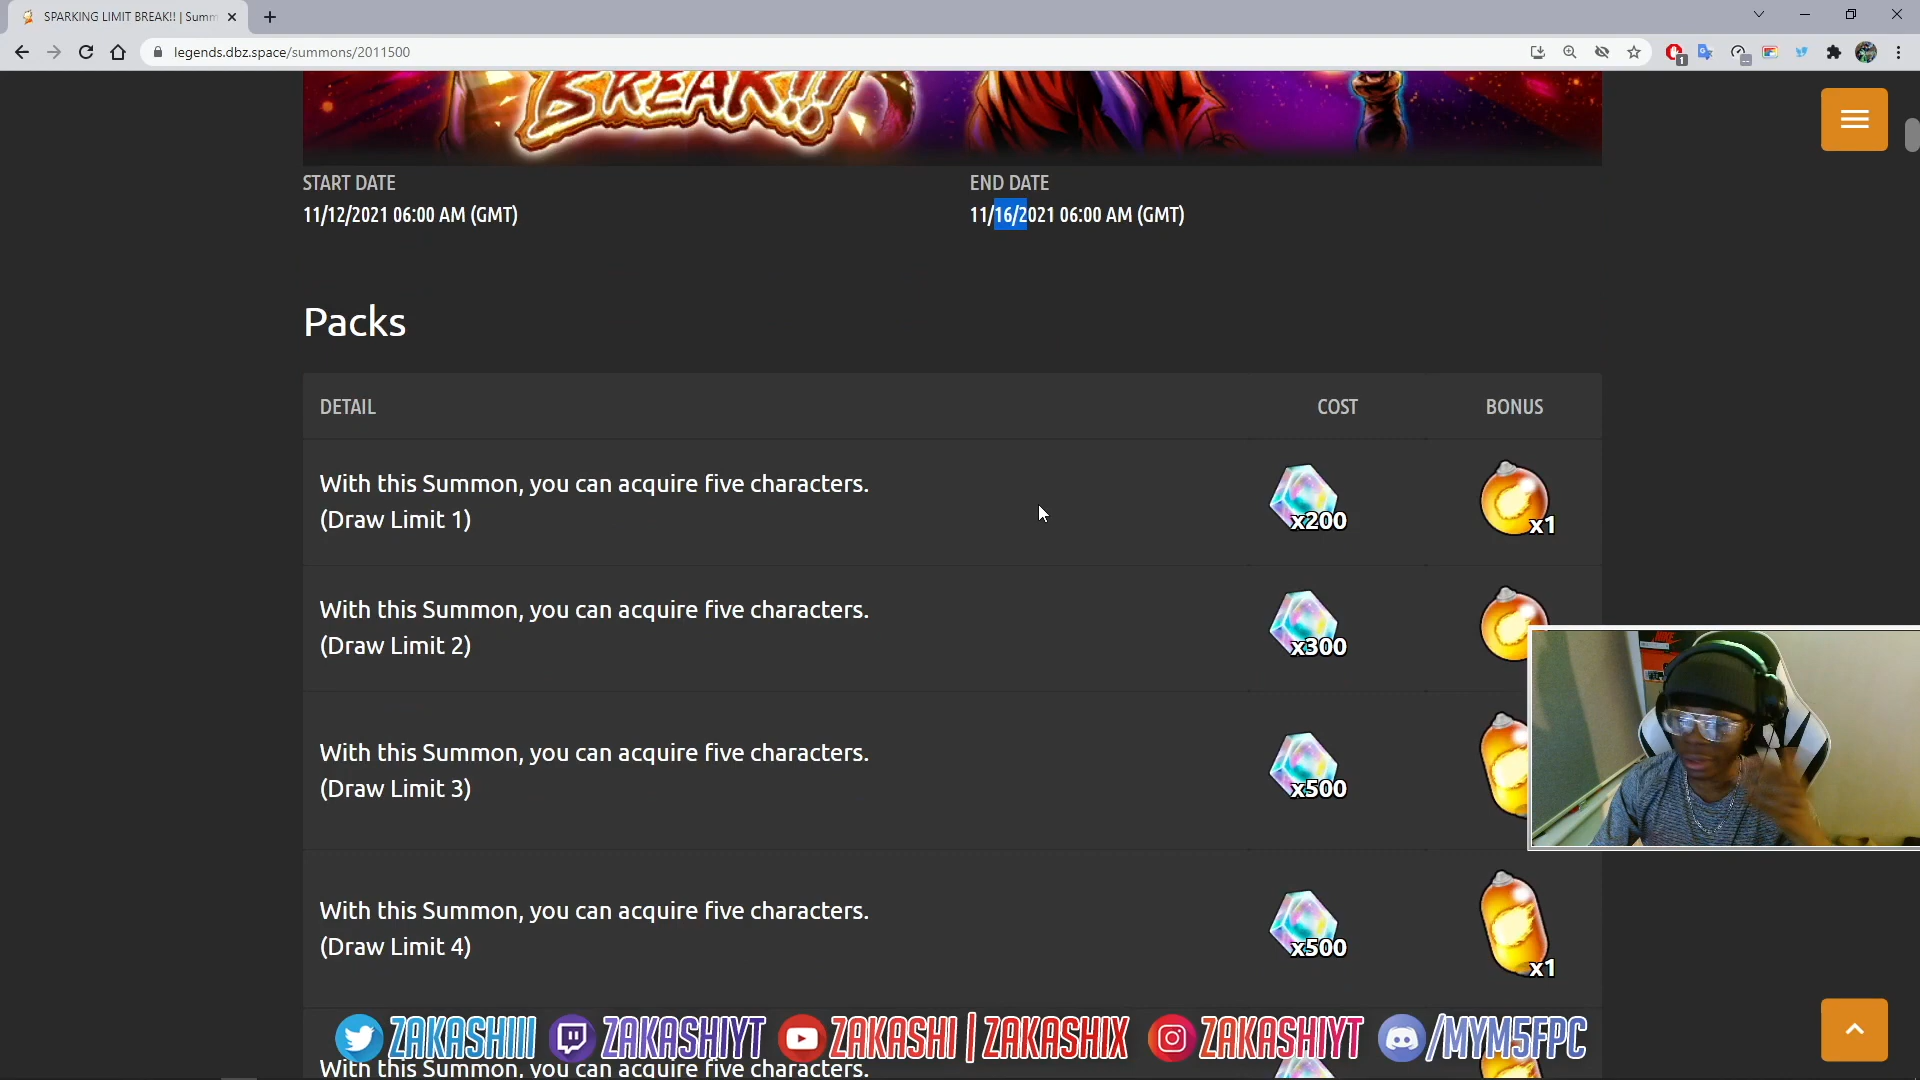 SPARKING LIMIT BREAK!! | Summ
legends.dbz.space/summons/2011500
1
BREAK!!
START DATE
END DATE
11/12/2021 06:00 AM (GMT)
11/16/2021 06:00 AM (GMT)
Packs
DETAIL
COST
BONUS
With this Summon, you can acquire five characters.
(Draw Limit 1)
x200
x1
With this Summon, you can acquire five characters.
(Draw Limit 2)
x300
With this Summon, you can acquire five characters.
(Draw Limit 3)
x500
With this Summon, you can acquire five characters.
(Draw Limit 4)
x500
x1
ZAKASHIII
ZAKASHIYT
ZAKASHI | ZAKASHIX
ZAKASHIYT
/MYM5FPC
With this Summon, you can acquire five characters.